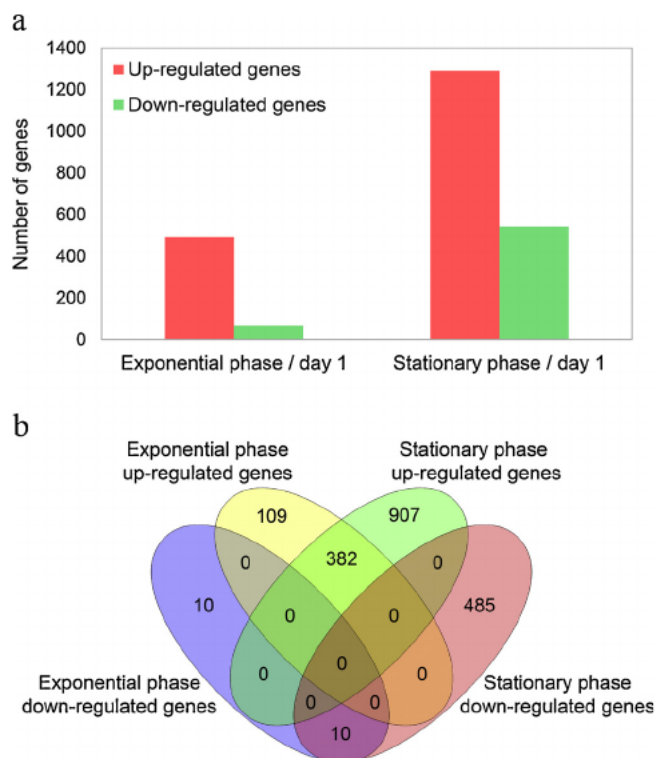 a
1400
1200
1000
800
600
400
200
0
Number of genes
Up-regulated genes
Down-regulated genes
Exponential phase / day 1
Stationary phase / day 1
b
Exponential phase
up-regulated genes
Stationary phase
up-regulated genes
109
907
0
382
0
10
485
0
0
0
0
0
0
0
10
Exponential phase
down-regulated genes
Stationary phase
down-regulated genes